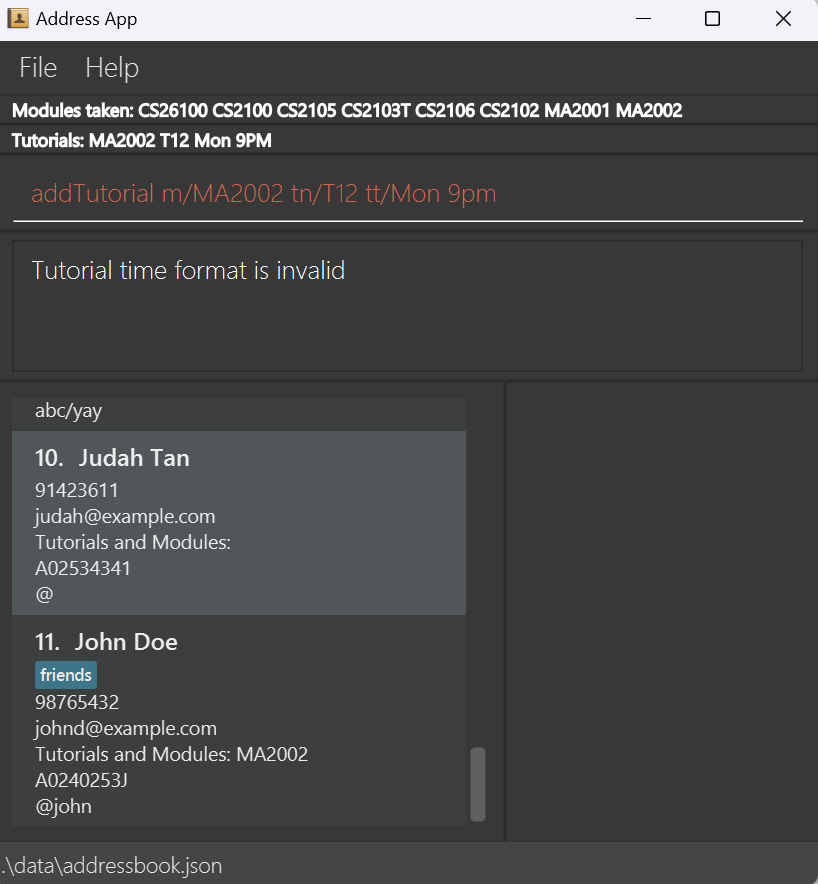 Address App
File Help
Modules taken: CS26100 CS2100 CS2105 CS2103T CS2106 CS2102 MA2001 MA2002
Tutorials: MA2002 T12 Mon 9PM
addTutorial m/MA2002 tn/T12 tt/Mon 9pm
Tutorial time format is invalid
abc/yay
10. Judah Tan
91423611
judah@example.com
Tutorials and Modules:
A02534341
@
11. John Doe
friends
98765432
johnd@example.com
Tutorials and Modules: MA2002
A0240253J
@john
.\data\addressbook.json